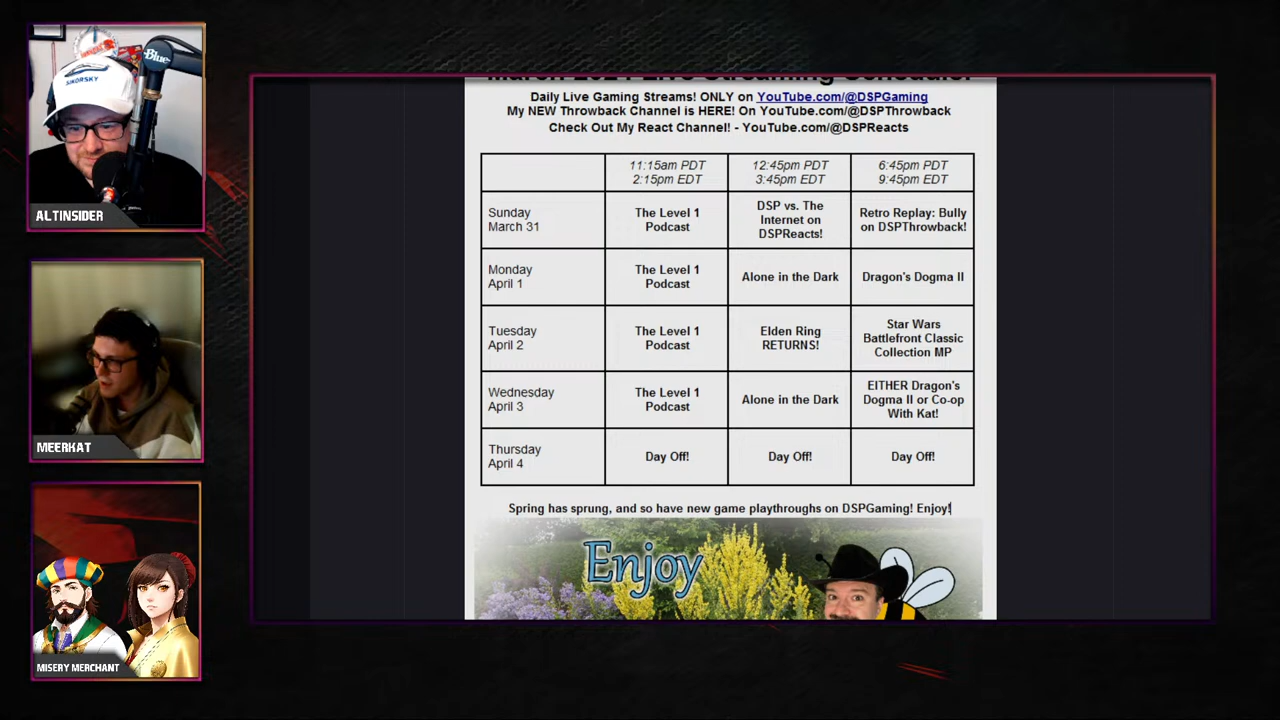 SIKORSKY
Blue
ALTINSIDER
MEERKAT
MISERY MERCHANT
Daily Live Gaming Streams! ONLY on YouTube.com/@DSPGaming
My NEW Throwback Channel is HERE! On YouTube.com/@DSPThrowback
Check Out My React Channel! - YouTube.com/@DSPReacts
11:15am PDT
2:15pm EDT
12:45pm PDT
3:45pm EDT
6:45pm PDT
9:45pm EDT
Sunday
March 31
The Level 1
Podcast
DSP vs. The
Internet on
DSPReacts!
Retro Replay: Bully
on DSPThrowback!
Monday
April 1
The Level 1
Podcast
Alone in the Dark
Dragon's Dogma II
Tuesday
April 2
The Level 1
Podcast
Elden Ring
RETURNS!
Star Wars
Battlefront Classic
Collection MP
Wednesday
April 3
The Level 1
Podcast
Alone in the Dark
EITHER Dragon's
Dogma II or Co-op
With Kat!
Thursday
April 4
Day Off!
Day Off!
Day Off!
Spring has sprung, and so have new game playthroughs on DSPGaming! Enjoy!
Enjoy